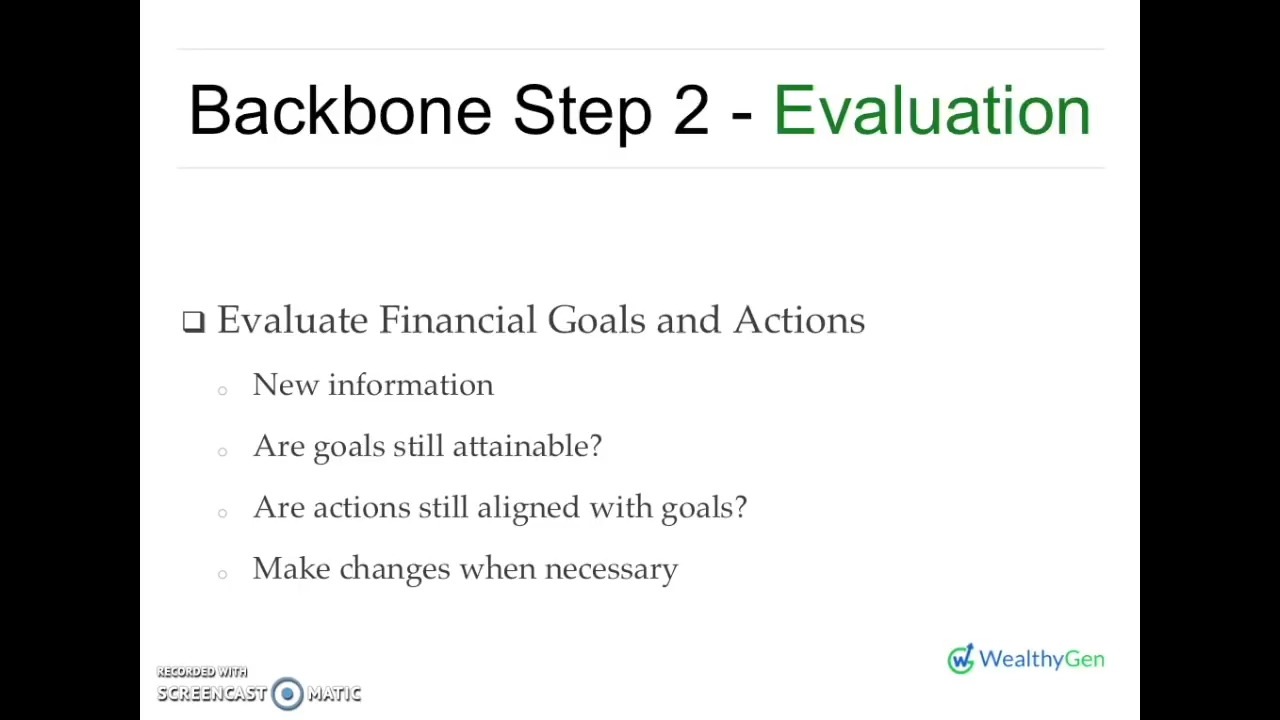 Backbone Step 2 - Evaluation
Evaluate Financial Goals and Actions
New information
Are goals still attainable?
Are actions still aligned with goals?
Make changes when necessary
WealthyGen
RECORDED WITH
SCREENCAST MATIC